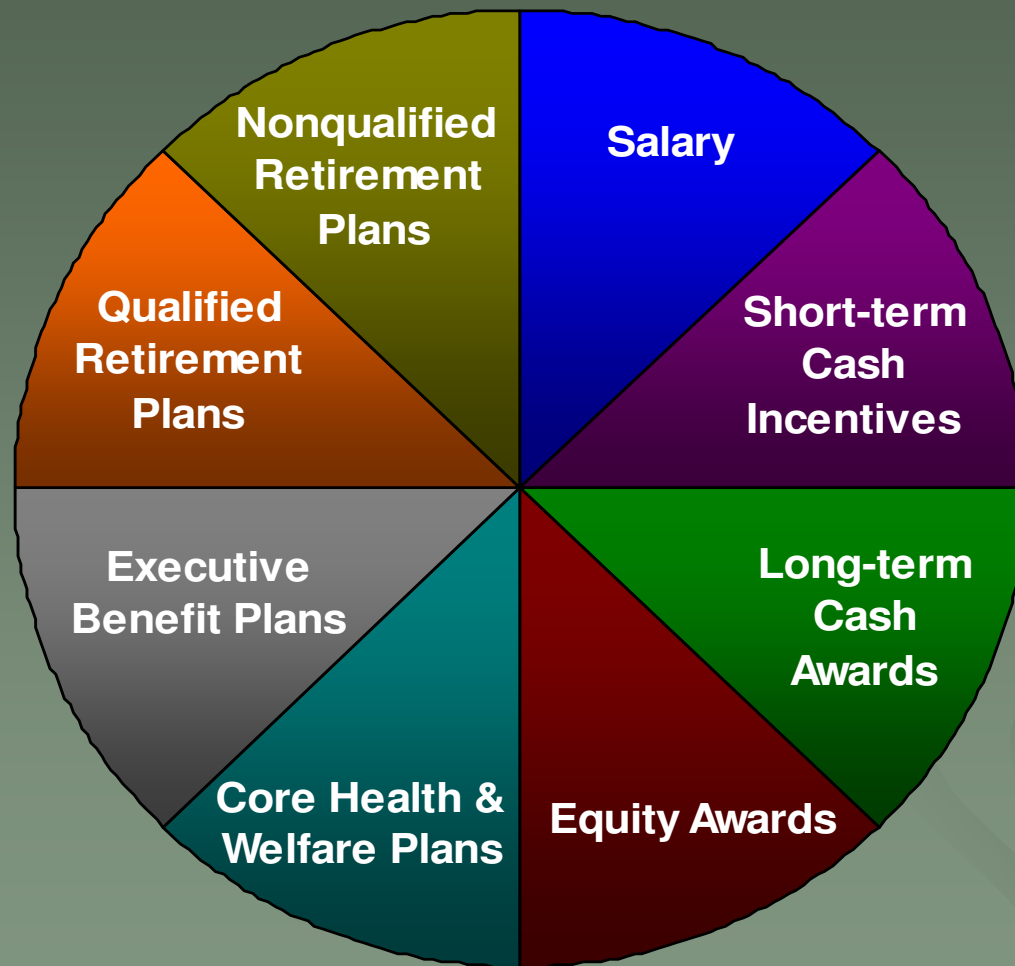 Nonqualified
Retirement
Plans
Salary
Short-term
Cash
Incentives
Long-term
Cash
Awards
Equity Awards
Core Health &
Welfare Plans
Executive
Benefit Plans
Qualified
Retirement
Plans